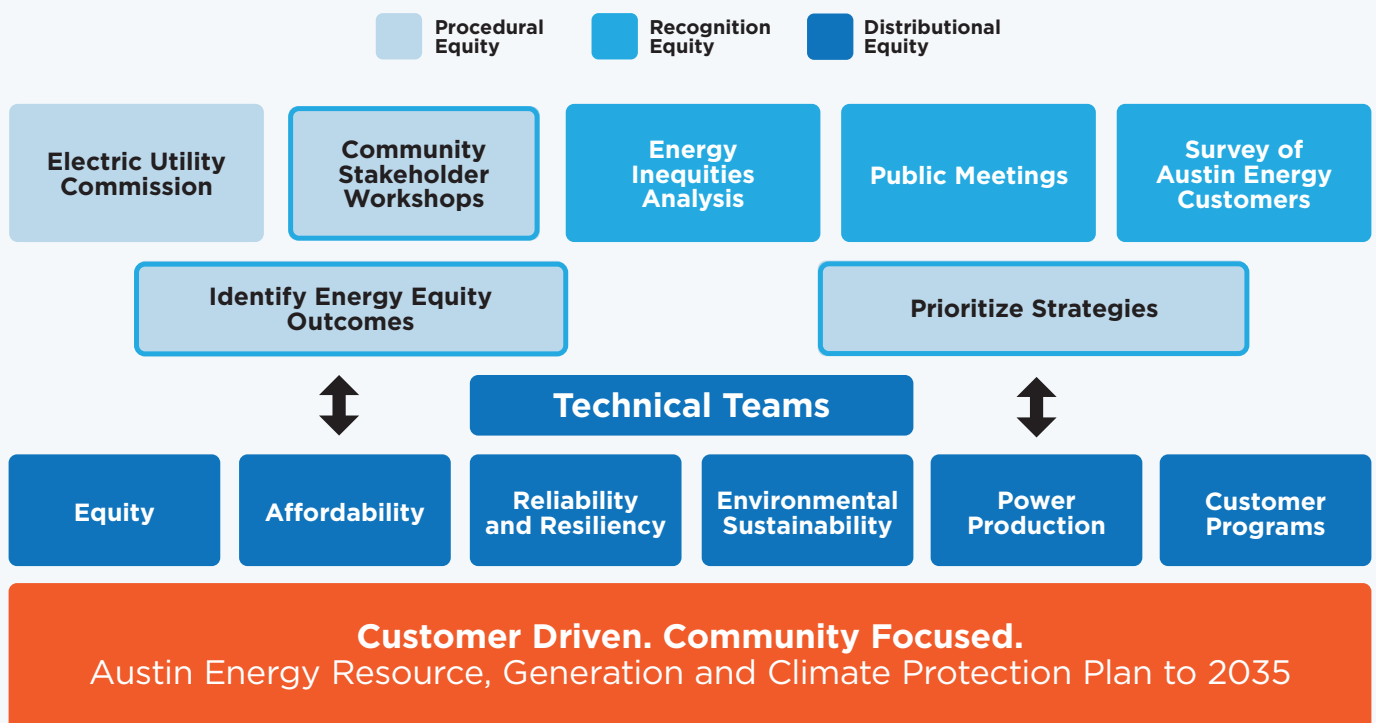 Procedural
Equity
Recognition
Equity
Distributional
Equity
Electric Utility
Commission
Community
Stakeholder
Workshops
Energy
Inequities
Analysis
Public Meetings
Survey of
Austin Energy
Customers
Identify Energy Equity
Outcomes
Prioritize Strategies
Technical Teams
Equity
Affordability
Reliability
and Resiliency
Environmental
Sustainability
Power
Production
Customer
Programs
Customer Driven. Community Focused.
Austin Energy Resource, Generation and Climate Protection Plan to 2035